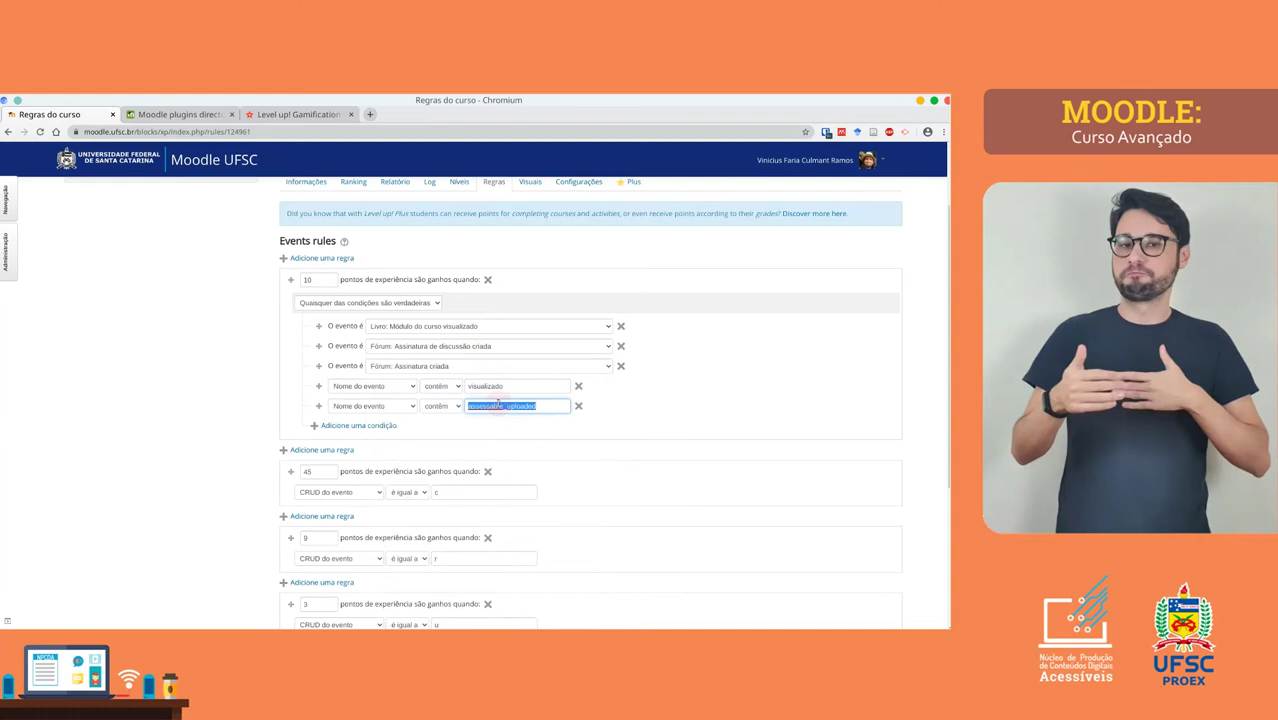 Regras do curso - Chromium
Regras do curso
Moodle plugins direct
Level up! Gamification
moodle.ufsc.br/blocks/xp/index.php/rules/124961
UNIVERSIDADE FEDERAL
DE SANTA CATARINA
Moodle UFSC
Vinicius Faria Culmant Ramos
Navegação
Administração
Informações Ranking Relatório Log Níveis Regras Visuais Configurações Plus
Did you know that with Level up! Plus students can receive points for completing courses and activities, or even receive points according to their grades? Discover more here.
Events rules
Adicione uma regra
10 pontos de experiência são ganhos quando:
Quaisquer das condições são verdadeiras
O evento é Livro: Módulo do curso visualizado
O evento é Fórum: Assinatura de discussão criada
O evento é Fórum: Assinatura criada
Nome do evento contêm visualizado
Nome do evento contêm assessable_uploaded
Adicione uma condição
Adicione uma regra
45 pontos de experiência são ganhos quando:
CRUD do evento é igual a c
Adicione uma regra
9 pontos de experiência são ganhos quando:
CRUD do evento é igual a r
Adicione uma regra
3 pontos de experiência são ganhos quando:
CRUD do evento é igual a u
MOODLE:
Curso Avançado
Núcleo de Produção
de Conteúdos Digitais
Acessíveis
UFSC
PROEX
NPCDA